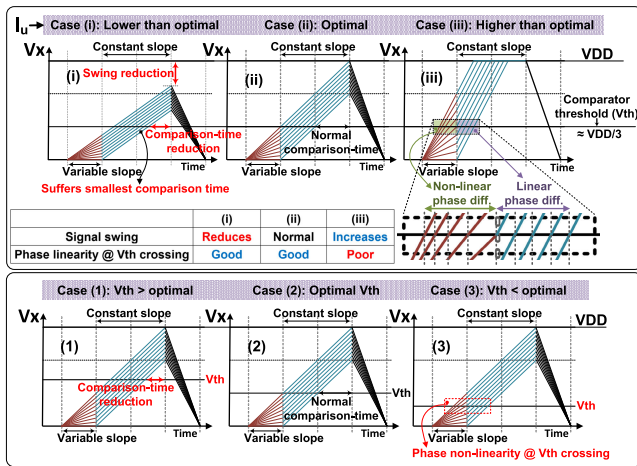 Iu Case (i): Lower than optimal Case (ii): Optimal Case (iii): Higher than optimal
Vx Constant slope Constant slope Constant slope VDD
(i) Swing reduction (ii) (iii)
Comparator threshold (Vth) ≈ VDD/3
Comparison-time reduction
Normal comparison-time
Variable slope Time Variable slope Time Time
Suffers smallest comparison time
Non-linear phase diff.
Linear phase diff.
(i) (ii) (iii)
Signal swing Reduces Normal Increases
Phase linearity @ Vth crossing Good Good Poor
Case (1): Vth > optimal Case (2): Optimal Vth Case (3): Vth < optimal
Vx Constant slope Vx Constant slope Vx Constant slope VDD
(1) (2) (3)
Vth
Comparison-time reduction
Vth
Normal comparison-time
Vth
Variable slope Time Variable slope Time Variable slope Time
Phase non-linearity @ Vth crossing